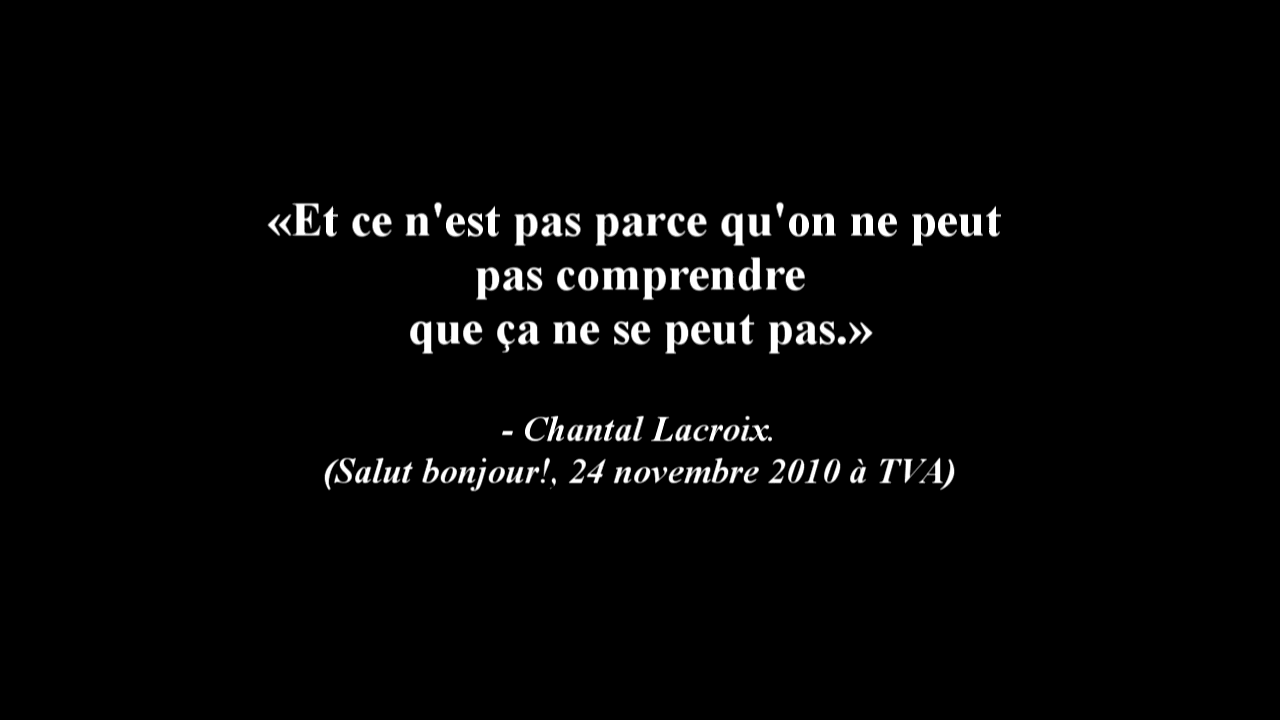 «Et ce n'est pas parce qu'on ne peut
pas comprendre
que ça ne se peut pas.»
- Chantal Lacroix.
(Salut bonjour!, 24 novembre 2010 à TVA)